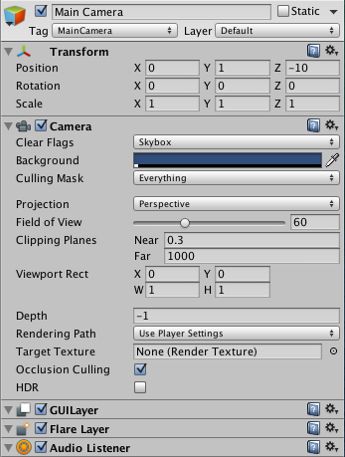 Main Camera Static
Tag MainCamera Layer Default
Transform
Position X 0 Y 1 Z -10
Rotation X 0 Y 0 Z 0
Scale X 1 Y 1 Z 1
Camera
Clear Flags Skybox
Background
Culling Mask Everything
Projection Perspective
Field of View 60
Clipping Planes Near 0.3
Far 1000
Viewport Rect X 0 Y 0
W 1 H 1
Depth -1
Rendering Path Use Player Settings
Target Texture None (Render Texture)
Occlusion Culling
HDR
GUILayer
Flare Layer
Audio Listener